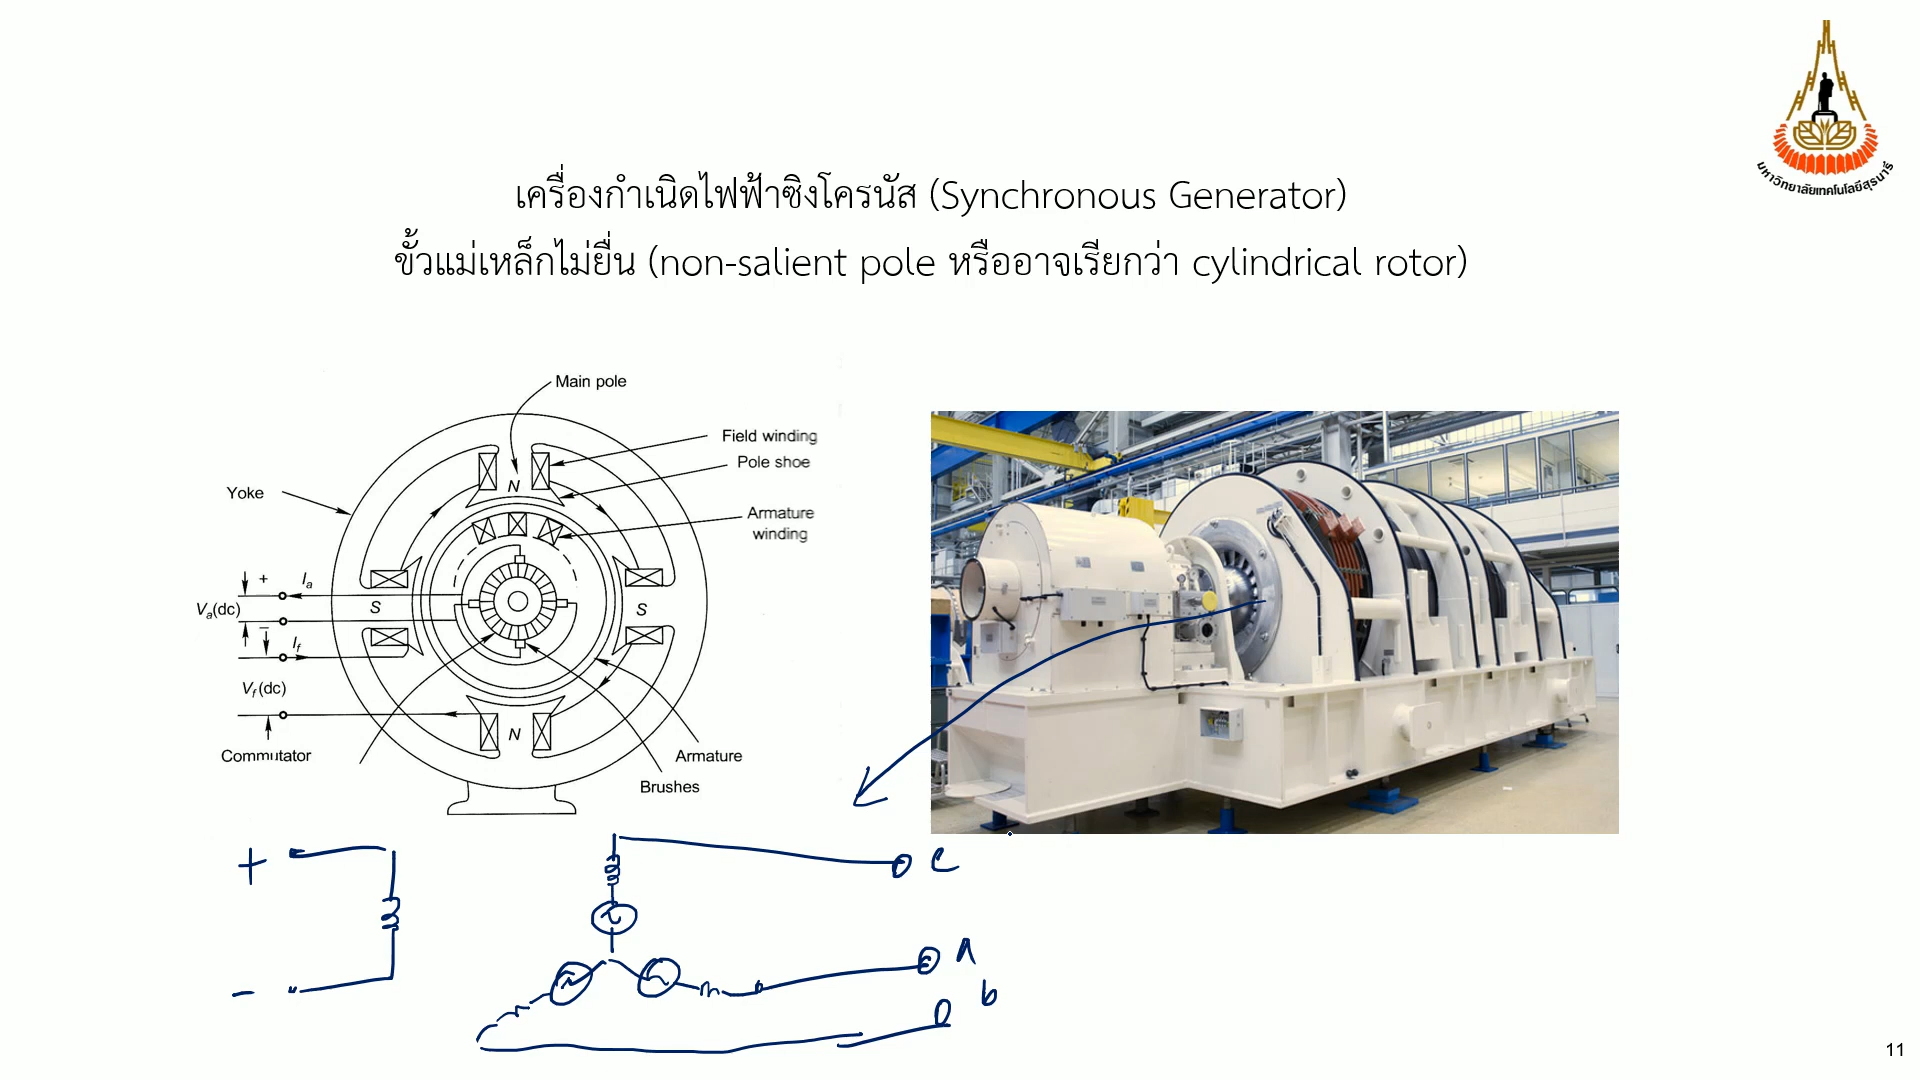 มหาวิทยาลัยเทคโนโลยีสุรนารี
เครื่องกำเนิดไฟฟ้าซิงโครนัส (Synchronous Generator)
ขั้วแม่เหล็กไม่ยื่น (non-salient pole หรืออาจเรียกว่า cylindrical rotor)
Main pole
Field winding
Pole shoe
Yoke
N
Armature
winding
+
Ia
S
S
Va(dc)
–
If
Vf (dc)
N
Commutator
Armature
Brushes
+
c
a
b
-
11